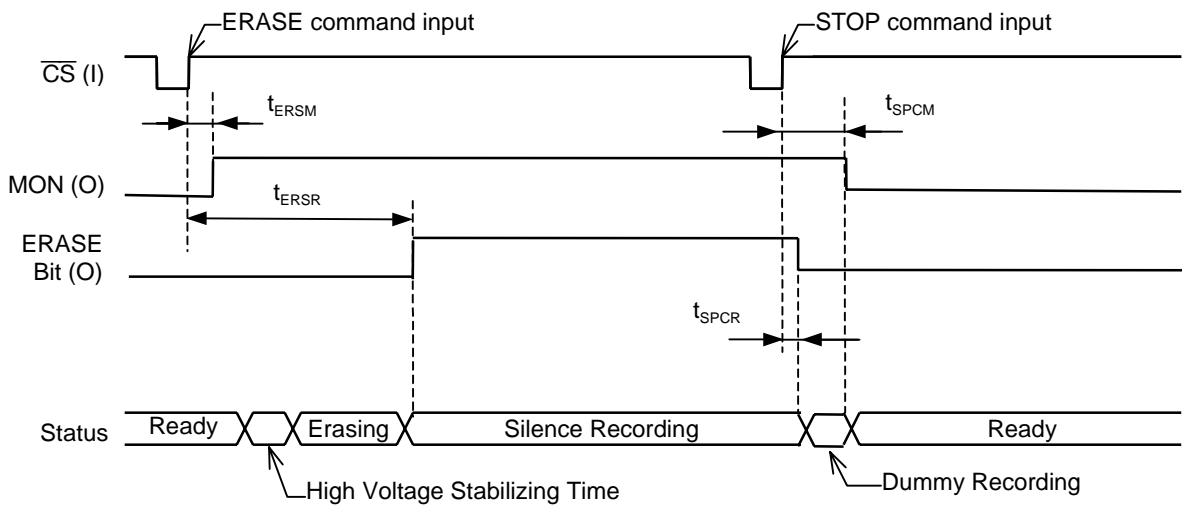 ERASE command input
STOP command input
CS (I)
tERSM
tSPCM
MON (O)
tERSR
ERASE
Bit (O)
tSPCR
Status
Ready
Erasing
Silence Recording
Ready
High Voltage Stabilizing Time
Dummy Recording